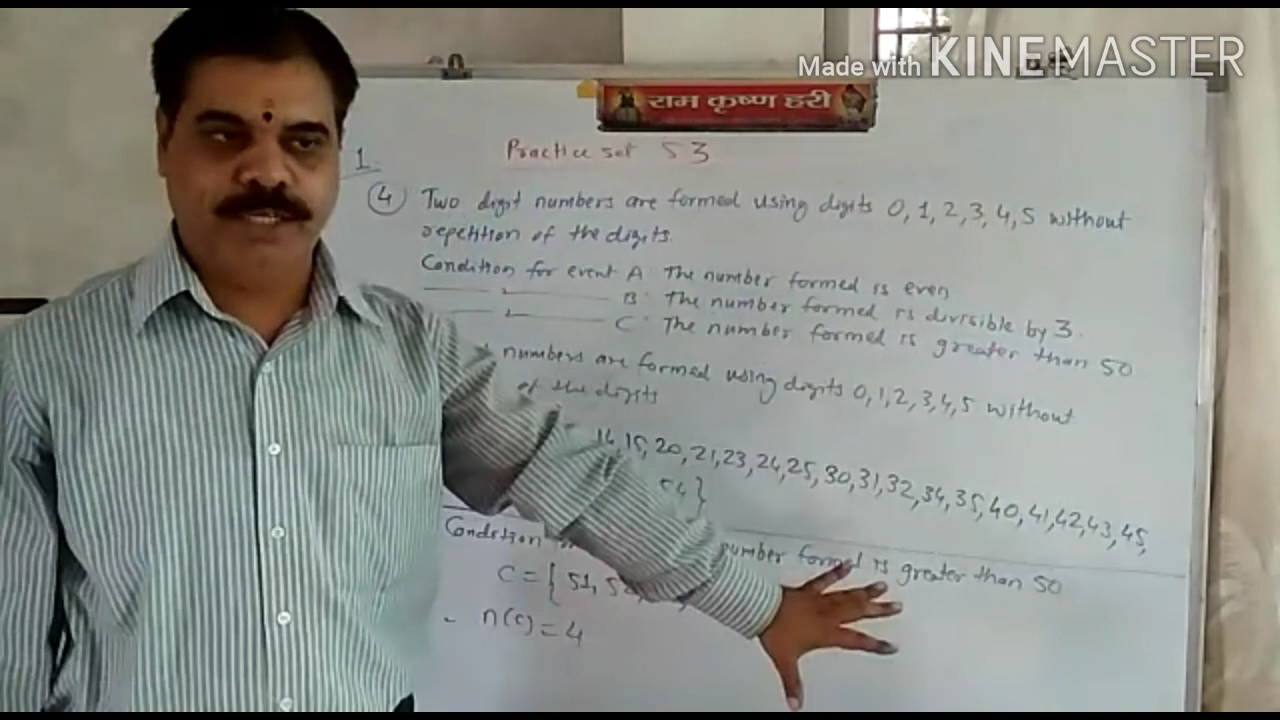 Made with KINEMASTER
राम कृष्ण हरी
Practice set 53
1.
④ Two digit numbers are formed using digits 0, 1, 2, 3, 4, 5 without
repetition of the digits.
Condition for event A The number formed is even
B: The number formed is divisible by 3.
C: The number formed is greater than 50
numbers are formed using digits 0, 1, 2, 3, 4, 5 without
of the digits
14, 15, 20, 21, 23, 24, 25, 30, 31, 32, 34, 35, 40, 41, 42, 43, 45,
54}
Condition number formed is greater than 50
C = { 51, 52,
n(C) = 4